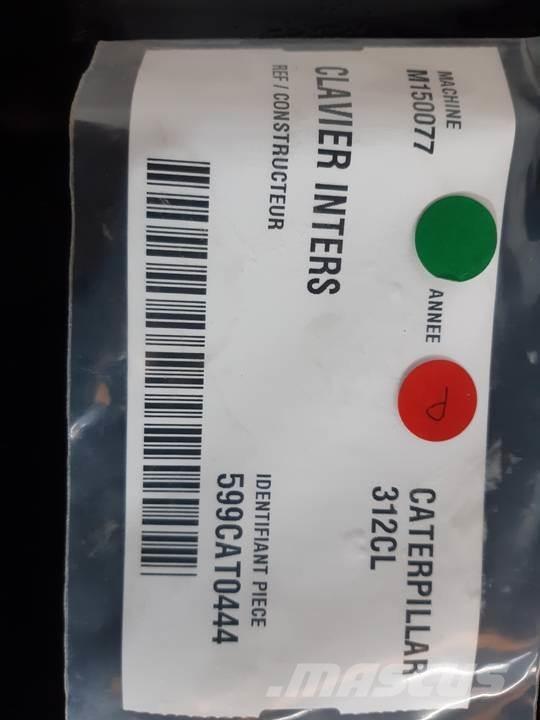 MACHINE
M150077
ANNEE
CATERPILLAR
312CL
CLAVIER INTERS
REF / CONSTRUCTEUR
IDENTIFIANT PIECE
599CAT0444
P
MASCUS